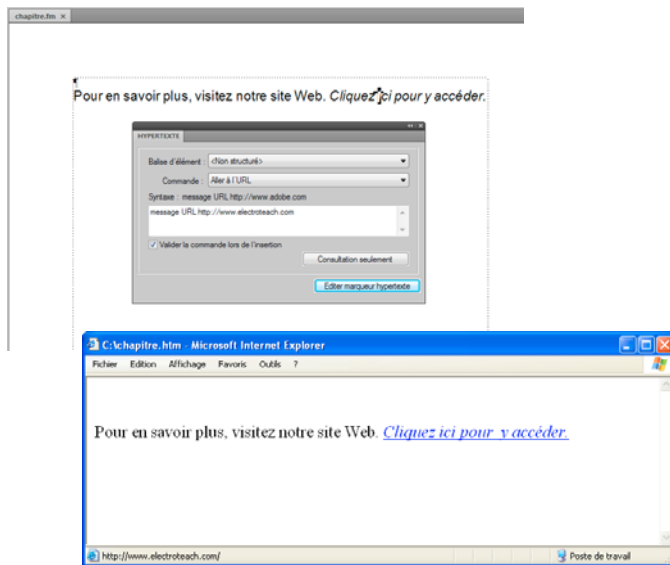 chapitre.fm ×
Pour en savoir plus, visitez notre site Web. Cliquez ici pour y accéder.
HYPERTEXTE
Balise d'élément : <Non structuré>
Commande : Aller à l'URL
Syntaxe : message URL http://www.adobe.com
message URL http://www.electroteach.com
Valider la commande lors de l'insertion
Consultation seulement
Editer marqueur hypertexte
C:\chapitre.htm - Microsoft Internet Explorer
Fichier Edition Affichage Favoris Outils ?
Pour en savoir plus, visitez notre site Web. Cliquez ici pour y accéder.
http://www.electroteach.com/ Poste de travail